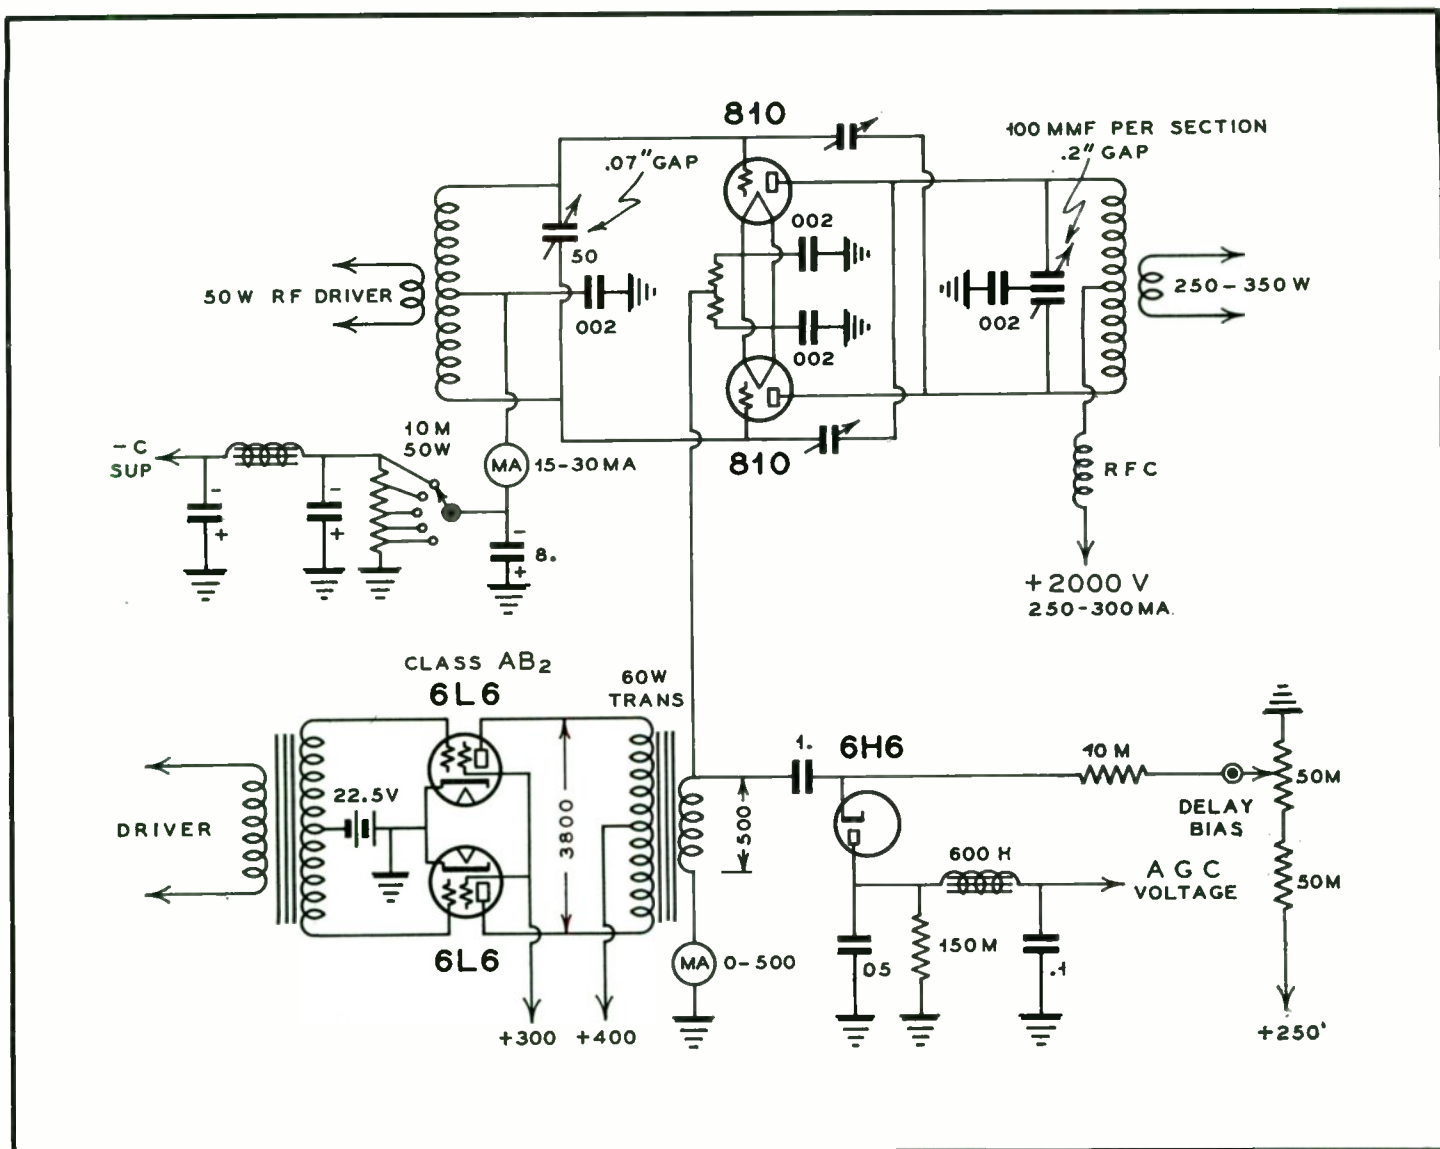 810
100 MMF PER SECTION
.2" GAP
.07" GAP
50
002
50W RF DRIVER
002
002
002
250-350 W
810
10 M
50W
-C
SUP
MA
15-30 MA
-
+
-
+
-
+
8.
RFC
+2000 V
250-300 MA.
CLASS AB2
6L6
60W
TRANS
22.5V
DRIVER
3800
500
1.
6H6
10 M
50M
DELAY
BIAS
600 H
AGC
VOLTAGE
50M
6L6
MA
0-500
05
150 M
.1
+300
+400
+250'